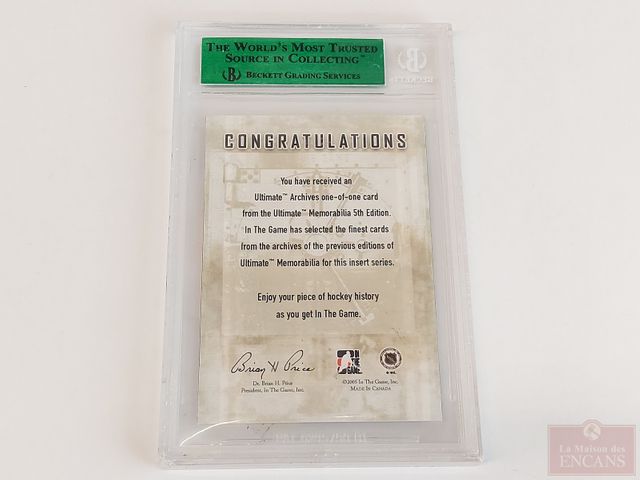 The World's Most Trusted
Source in Collecting™
B Beckett Grading Services
CONGRATULATIONS
You have received an
Ultimate™ Archives one-of-one card
from the Ultimate™ Memorabilia 5th Edition.
In The Game has selected the finest cards
from the archives of the previous editions of
Ultimate™ Memorabilia for this insert series.
Enjoy your piece of hockey history
as you get In The Game.
Brian H Price
Dr. Brian H. Price
President, In The Game, Inc.
©2005 In The Game, Inc.
Made in Canada
La Maison des
ENCANS